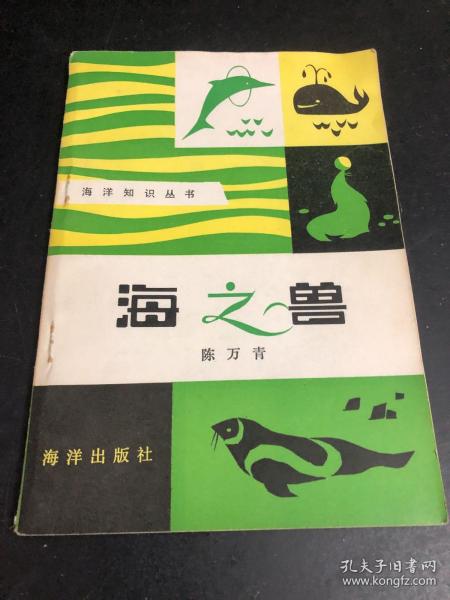 海洋知识丛书
海之兽
陈万青
海洋出版社
孔夫子旧书网
www.kongfz.com